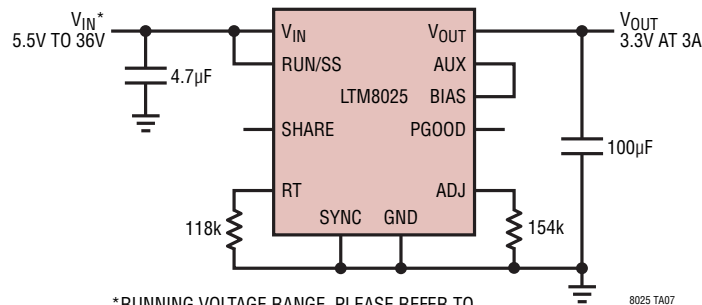 VIN*
5.5V TO 36V
4.7µF
VIN
RUN/SS
SHARE
RT
118k
SYNC
GND
LTM8025
VOUT
AUX
BIAS
PGOOD
ADJ
154k
VOUT
3.3V AT 3A
100µF
*RUNNING VOLTAGE RANGE. PLEASE REFER TO
8025 TA07